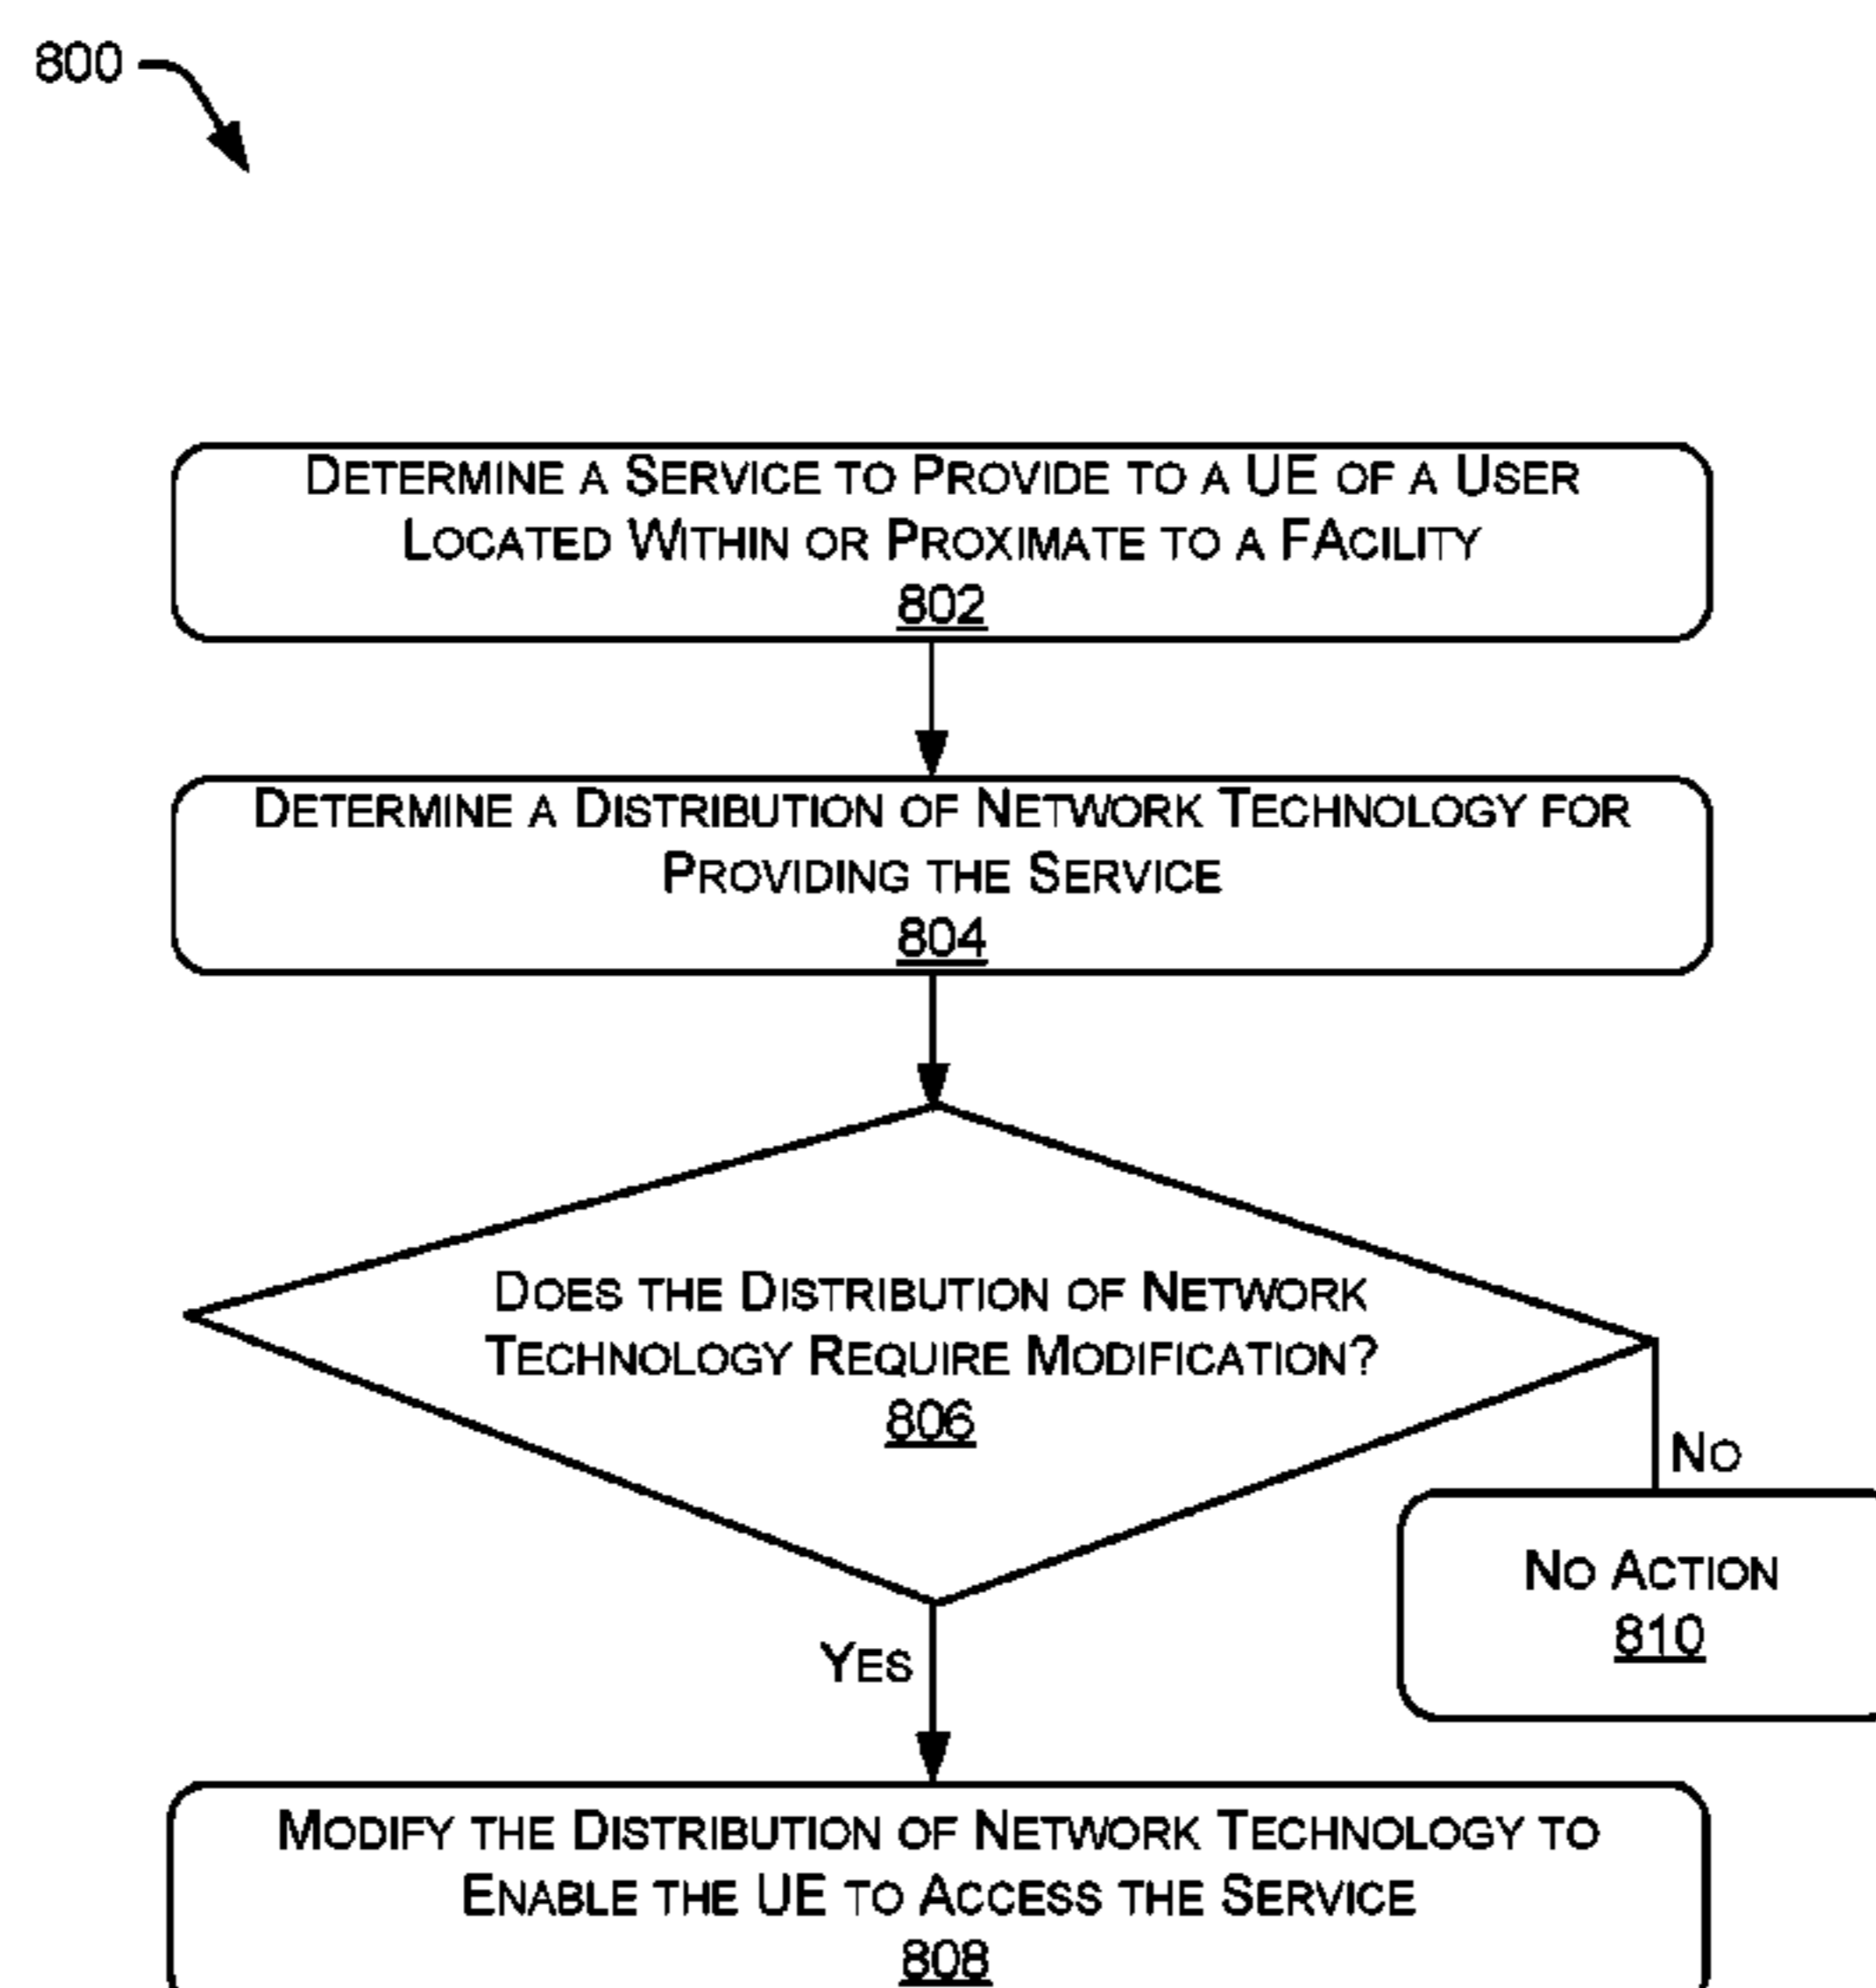 800
Determine a Service to Provide to a UE of a User
Located Within or Proximate to a FAcility
802
Determine a Distribution of Network Technology for
Providing the Service
804
Does the Distribution of Network
Technology Require Modification?
806
No
No Action
810
Yes
Modify the Distribution of Network Technology to
Enable the UE to Access the Service
808